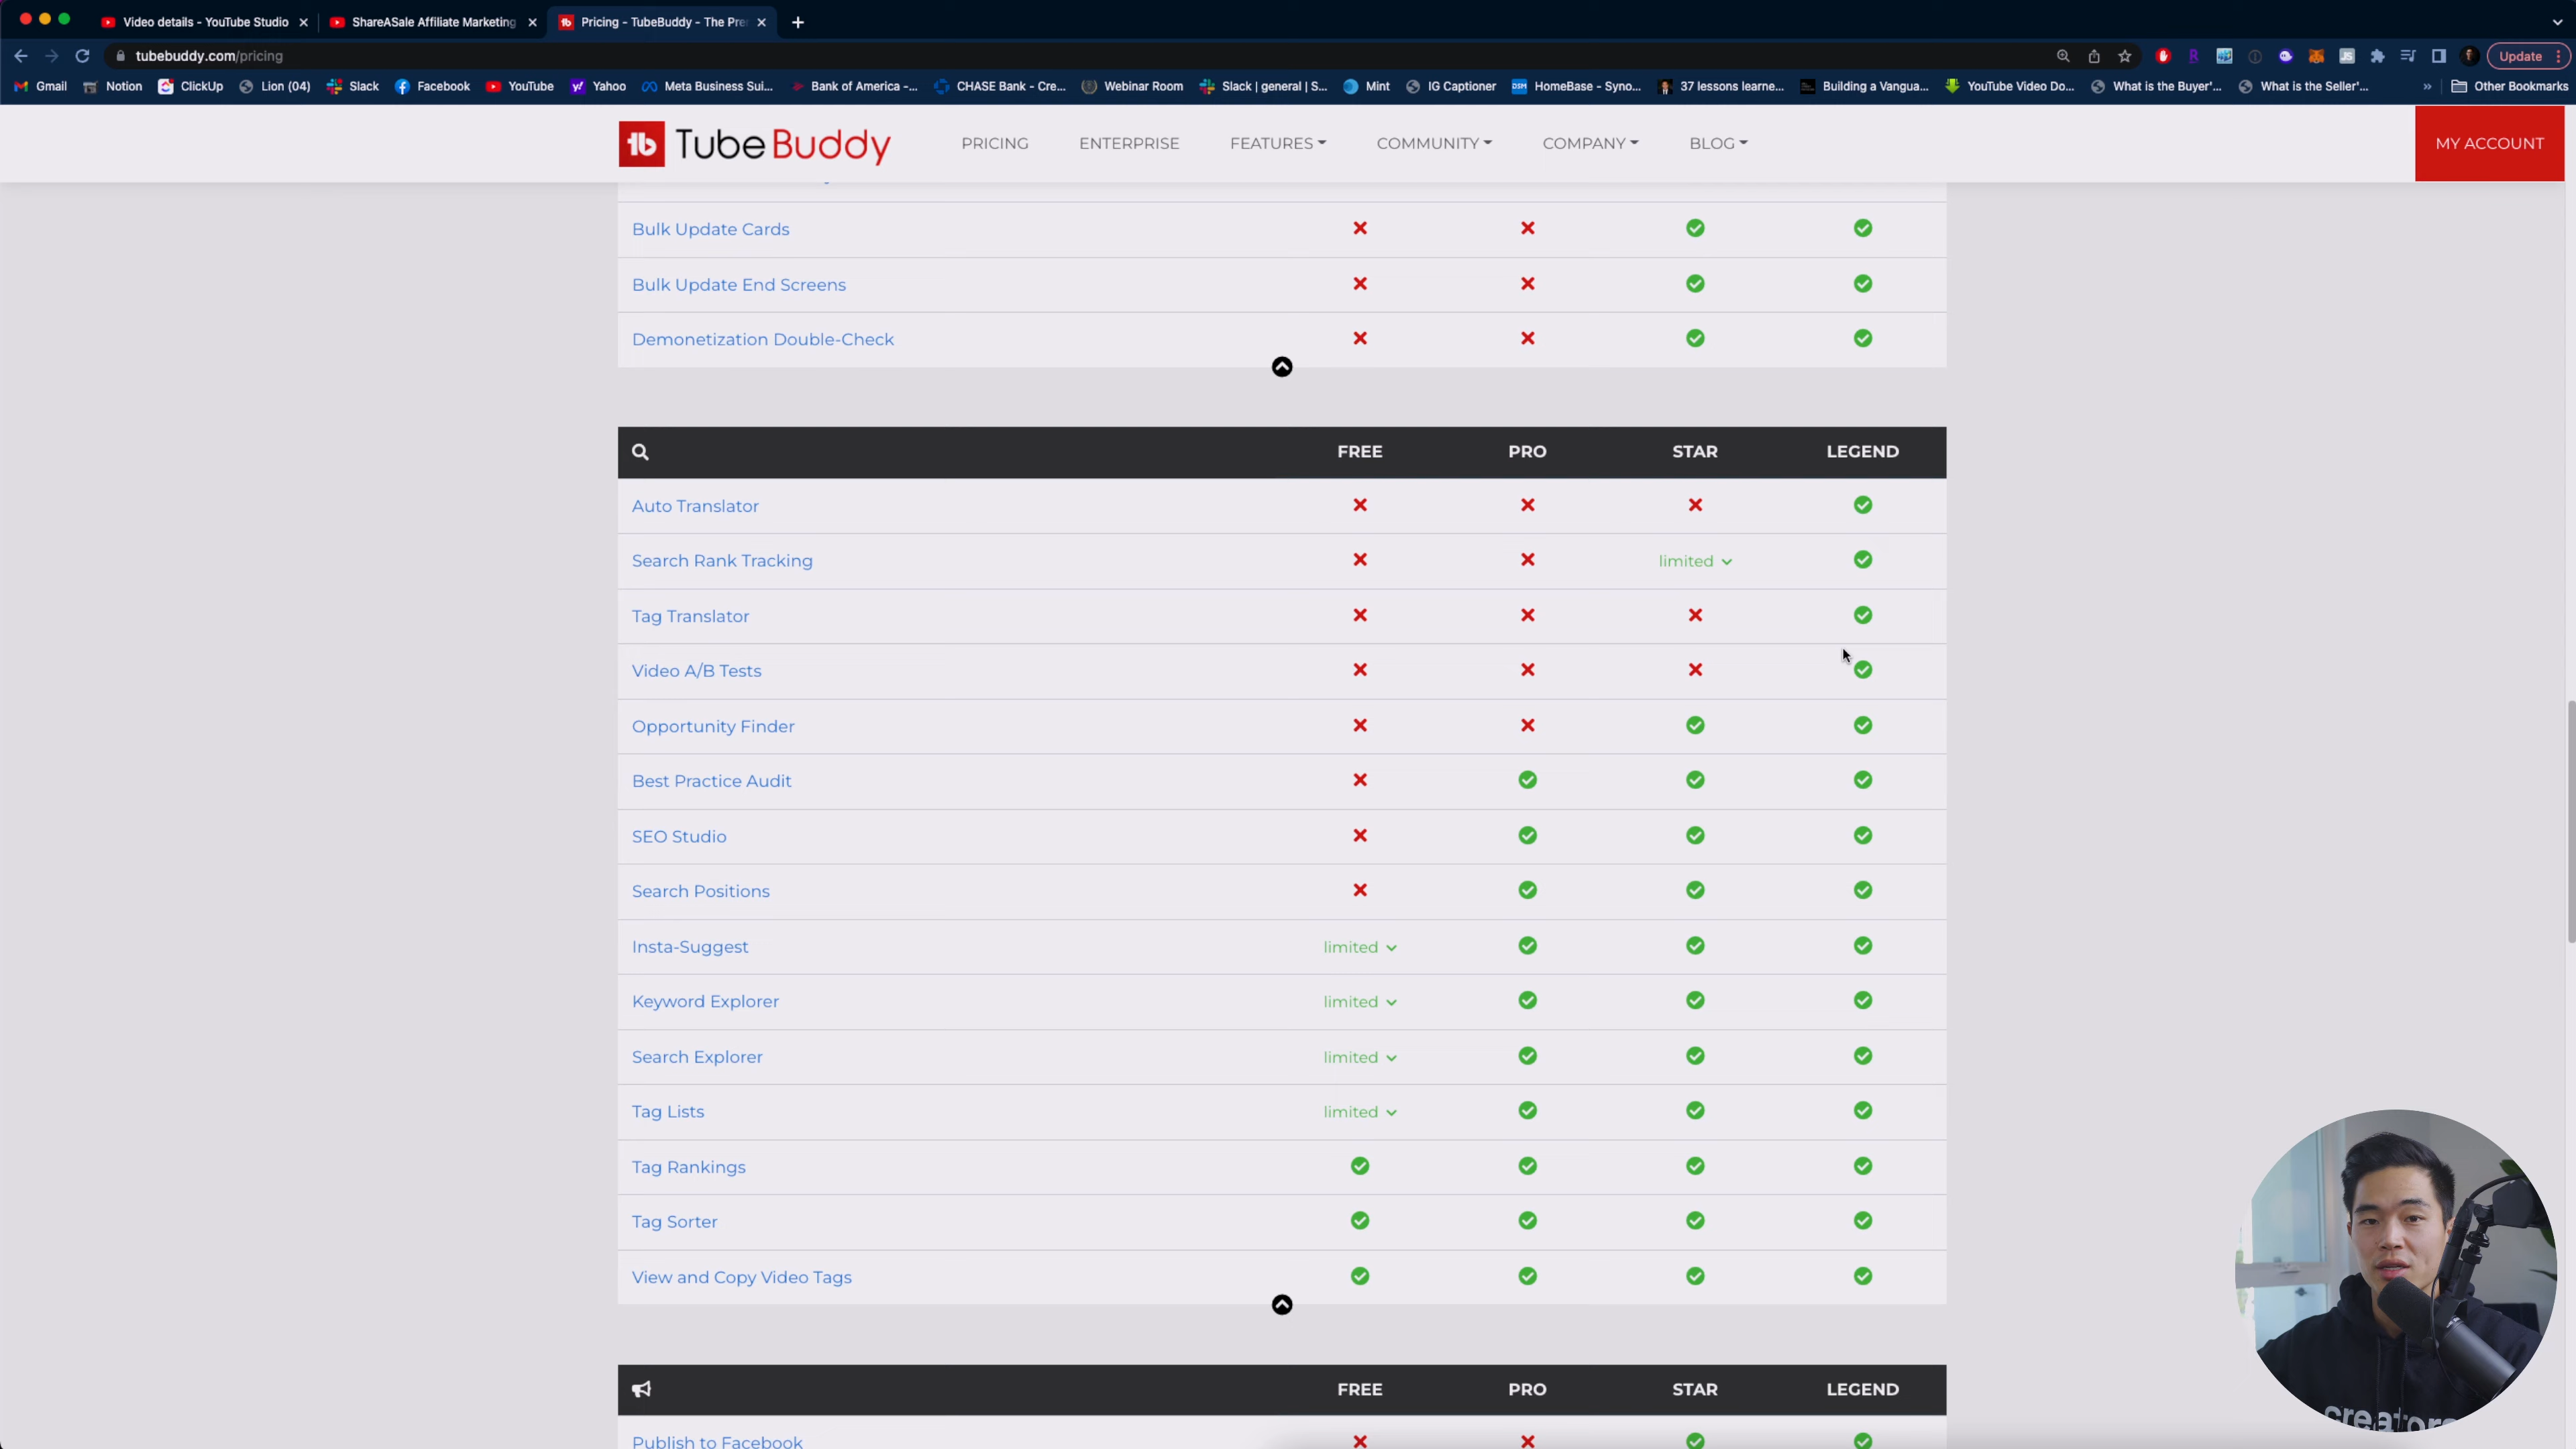 Video details - YouTube Studio
ShareASale Affiliate Marketing
Pricing - TubeBuddy - The Pre
tubebuddy.com/pricing
Update
Gmail Notion ClickUp Lion (04) Slack Facebook YouTube Yahoo Meta Business Sui... Bank of America -... CHASE Bank - Cre... Webinar Room Slack | general | S... Mint IG Captioner HomeBase - Syno... 37 lessons learne... Building a Vangua... YouTube Video Do... What is the Buyer'... What is the Seller'... » Other Bookmarks
TubeBuddy PRICING ENTERPRISE FEATURES COMMUNITY COMPANY BLOG MY ACCOUNT
Bulk Update Cards
Bulk Update End Screens
Demonetization Double-Check
FREE PRO STAR LEGEND
Auto Translator
Search Rank Tracking limited
Tag Translator
Video A/B Tests
Opportunity Finder
Best Practice Audit
SEO Studio
Search Positions
Insta-Suggest limited
Keyword Explorer limited
Search Explorer limited
Tag Lists limited
Tag Rankings
Tag Sorter
View and Copy Video Tags
FREE PRO STAR LEGEND
Publish to Facebook
creators